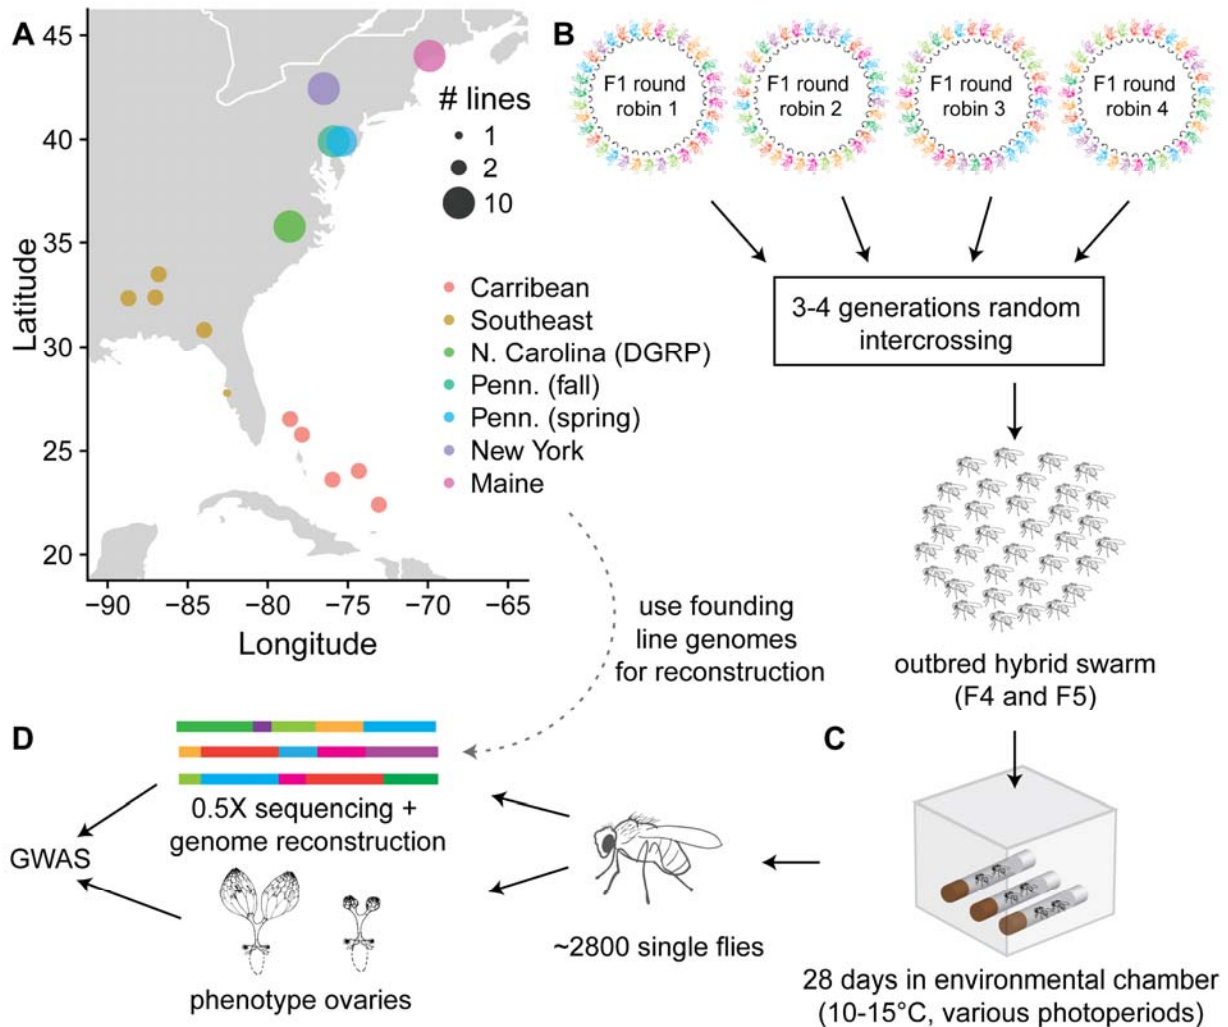 A
45
40
35
30
25
20
Latitude
−90
−85
−80
−75
−70
−65
Longitude
# lines
1
2
10
Carribean
Southeast
N. Carolina (DGRP)
Penn. (fall)
Penn. (spring)
New York
Maine
B
F1 round
robin 1
F1 round
robin 2
F1 round
robin 3
F1 round
robin 4
3-4 generations random
intercrossing
outbred hybrid swarm
(F4 and F5)
use founding
line genomes
for reconstruction
C
28 days in environmental chamber
(10-15°C, various photoperiods)
~2800 single flies
D
0.5X sequencing +
genome reconstruction
GWAS
phenotype ovaries